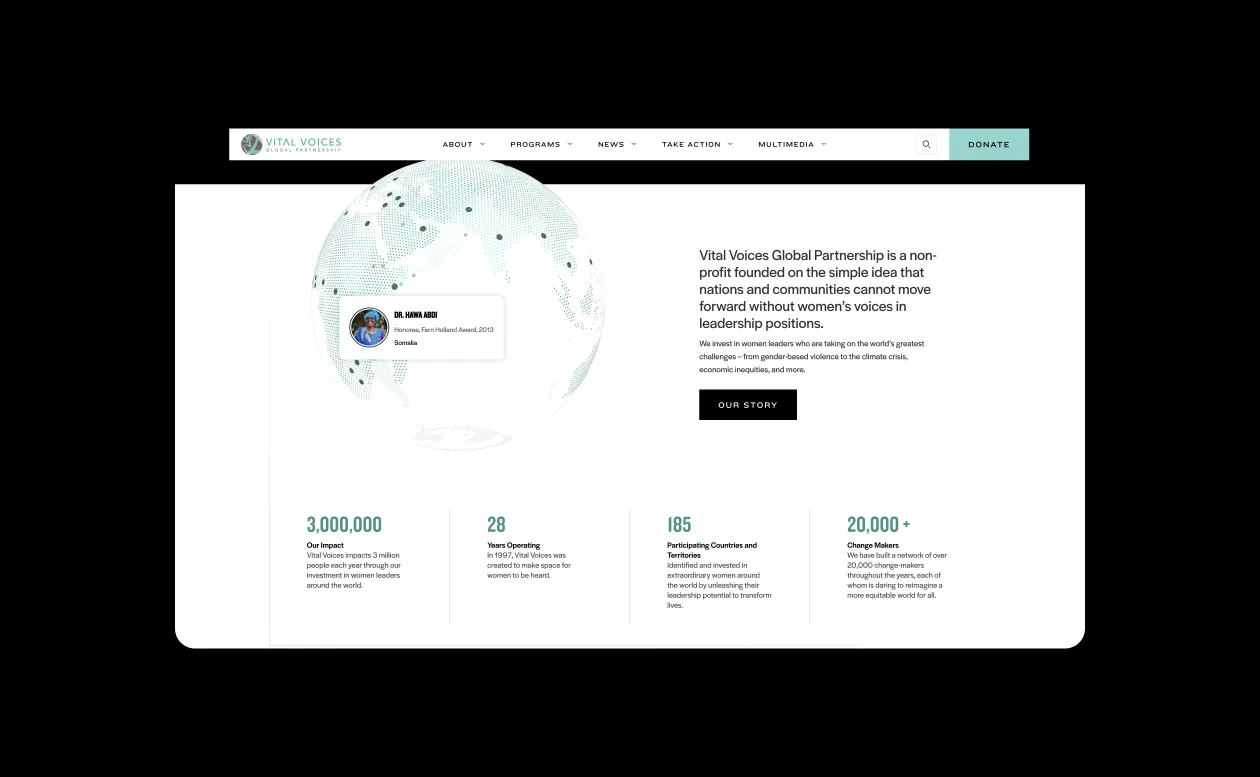 VITAL VOICES
GLOBAL PARTNERSHIP
ABOUT
PROGRAMS
NEWS
TAKE ACTION
MULTIMEDIA
DONATE
DR. HAWA ABDI
Honoree, Fern Holland Award, 2013
Somalia
Vital Voices Global Partnership is a non-
profit founded on the simple idea that
nations and communities cannot move
forward without women’s voices in
leadership positions.
We invest in women leaders who are taking on the world’s greatest
challenges – from gender-based violence to the climate crisis,
economic inequities, and more.
OUR STORY
3,000,000
Our Impact
Vital Voices impacts 3 million
people each year through our
investment in women leaders
around the world.
28
Years Operating
In 1997, Vital Voices was
created to make space for
women to be heard.
185
Participating Countries and
Territories
Identified and invested in
extraordinary women around
the world by unleashing their
leadership potential to transform
lives.
20,000 +
Change Makers
We have built a network of over
20,000 change-makers
throughout the years, each of
whom is daring to reimagine a
more equitable world for all.